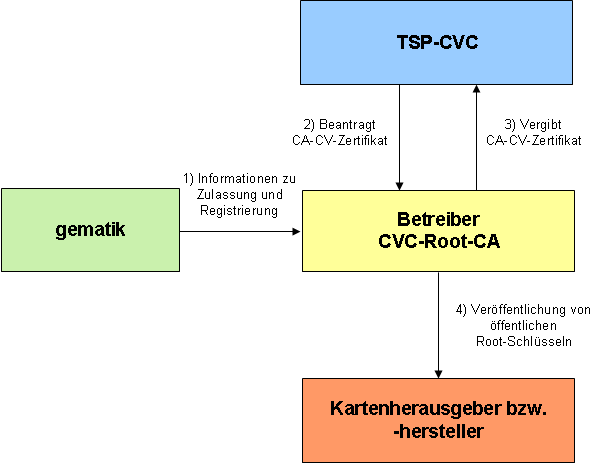 TSP-CVC
2) Beantragt
CA-CV-Zertifikat
3) Vergibt
CA-CV-Zertifikat
1) Informationen zu
Zulassung und
Registrierung
gematik
Betreiber
CVC-Root-CA
4) Veröffentlichung von
öffentlichen
Root-Schlüsseln
Kartenherausgeber bzw.
-hersteller